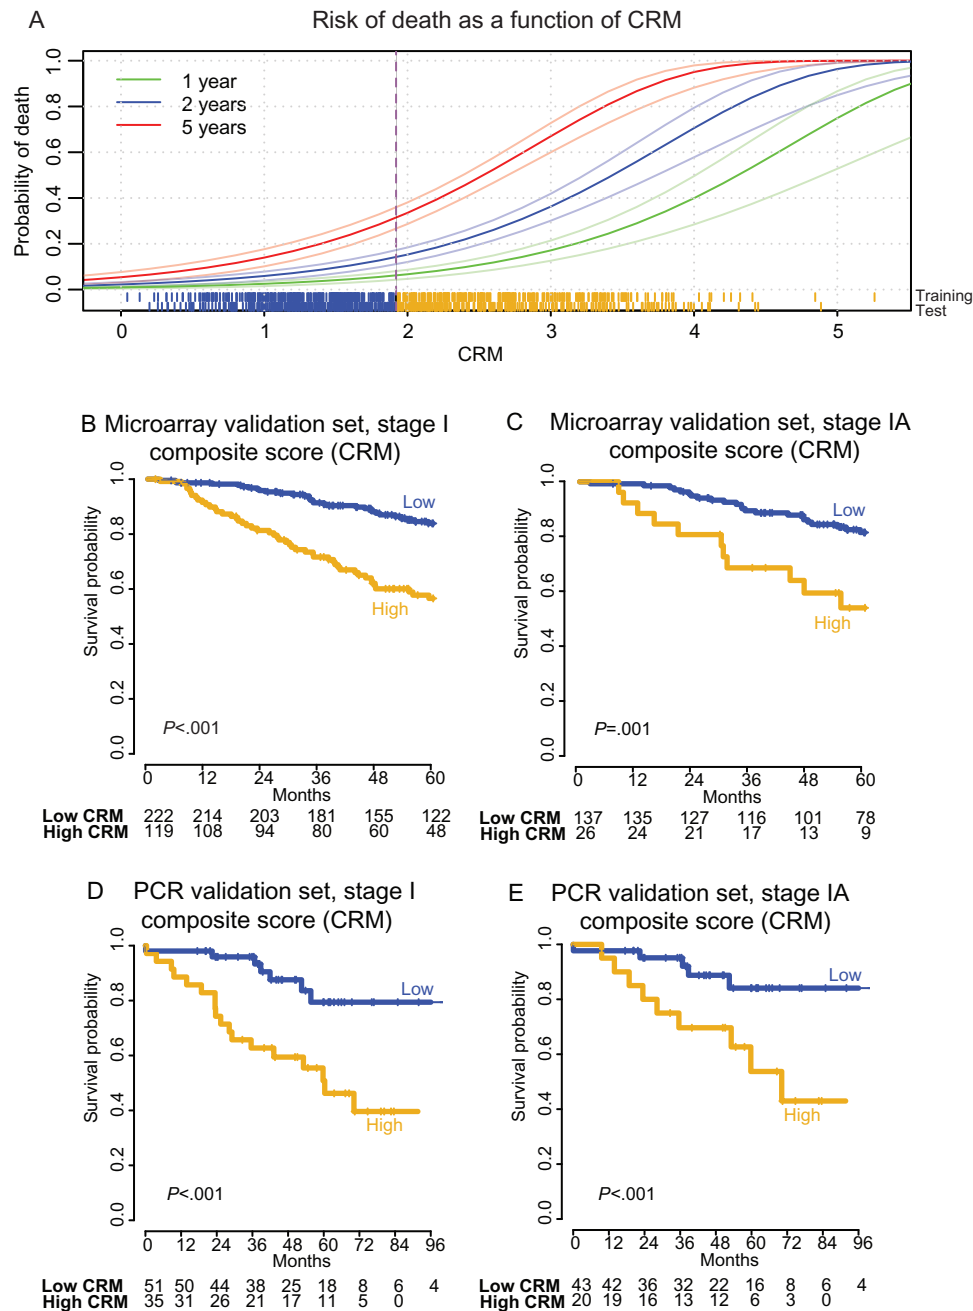 A
Risk of death as a function of CRM
Probability of death
0.0 0.2 0.4 0.6 0.8 1.0
1 year
2 years
5 years
Training
Test
0 1 2 3 4 5
CRM
B Microarray validation set, stage I
composite score (CRM)
Survival probability
0.0 0.2 0.4 0.6 0.8 1.0
Low
High
P<.001
0 12 24 36 48 60
Months
Low CRM 222 214 203 181 155 122
High CRM 119 108 94 80 60 48
C Microarray validation set, stage IA
composite score (CRM)
Survival probability
0.0 0.2 0.4 0.6 0.8 1.0
Low
High
P=.001
0 12 24 36 48 60
Months
Low CRM 137 135 127 116 101 78
High CRM 26 24 21 17 13 9
D PCR validation set, stage I
composite score (CRM)
Survival probability
0.0 0.2 0.4 0.6 0.8 1.0
Low
High
P<.001
0 12 24 36 48 60 72 84 96
Months
Low CRM 51 50 44 38 25 18 8 6 4
High CRM 35 31 26 21 17 11 5 0
E PCR validation set, stage IA
composite score (CRM)
Survival probability
0.0 0.2 0.4 0.6 0.8 1.0
Low
High
P<.001
0 12 24 36 48 60 72 84 96
Months
Low CRM 43 42 36 32 22 16 8 6 4
High CRM 20 19 16 13 12 6 3 0